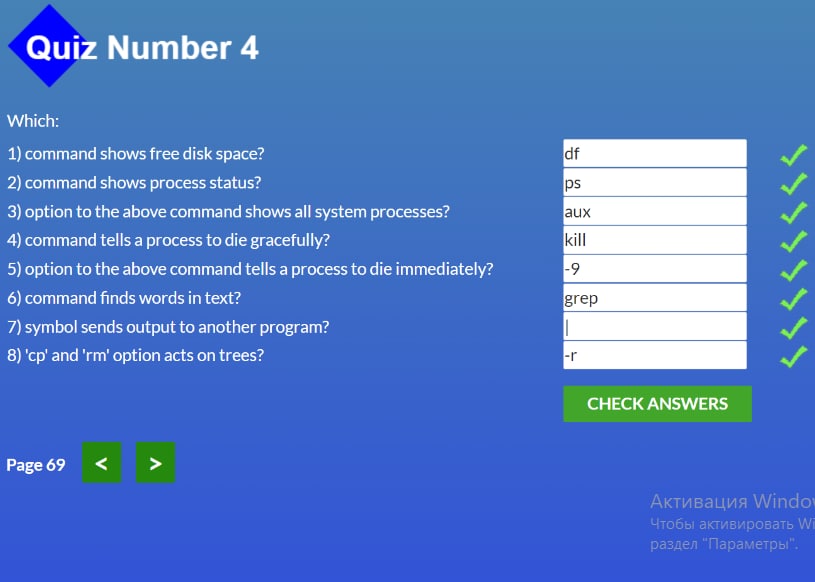 Quiz Number 4
Which:
1) command shows free disk space? df
2) command shows process status? ps
3) option to the above command shows all system processes? aux
4) command tells a process to die gracefully? kill
5) option to the above command tells a process to die immediately? -9
6) command finds words in text? grep
7) symbol sends output to another program? |
8) 'cp' and 'rm' option acts on trees? -r
CHECK ANSWERS
Page 69 < >
Активация Window
Чтобы активировать Wi
раздел "Параметры".